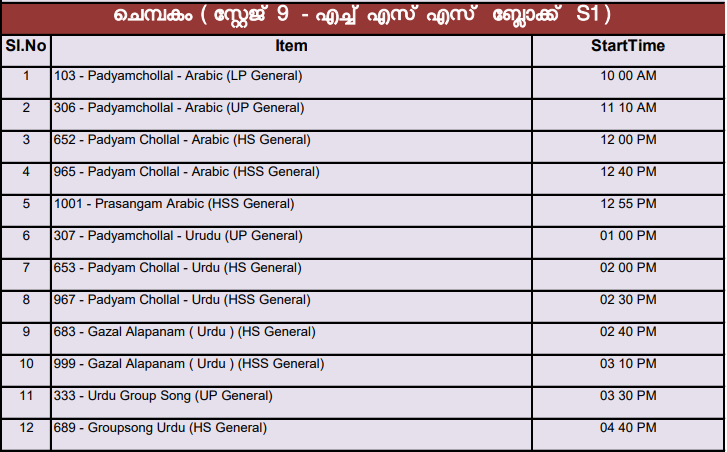 ചെമ്പകം ( സ്റ്റേജ് 9 - എച്ച് എസ് എസ് ബ്ലോക്ക് S1)
Sl.No Item StartTime
1 103 - Padyamchollal - Arabic (LP General) 10 00 AM
2 306 - Padyamchollal - Arabic (UP General) 11 10 AM
3 652 - Padyam Chollal - Arabic (HS General) 12 00 PM
4 965 - Padyam Chollal - Arabic (HSS General) 12 40 PM
5 1001 - Prasangam Arabic (HSS General) 12 55 PM
6 307 - Padyamchollal - Urudu (UP General) 01 00 PM
7 653 - Padyam Chollal - Urdu (HS General) 02 00 PM
8 967 - Padyam Chollal - Urdu (HSS General) 02 30 PM
9 683 - Gazal Alapanam ( Urdu ) (HS General) 02 40 PM
10 999 - Gazal Alapanam ( Urdu ) (HSS General) 03 10 PM
11 333 - Urdu Group Song (UP General) 03 30 PM
12 689 - Groupsong Urdu (HS General) 04 40 PM